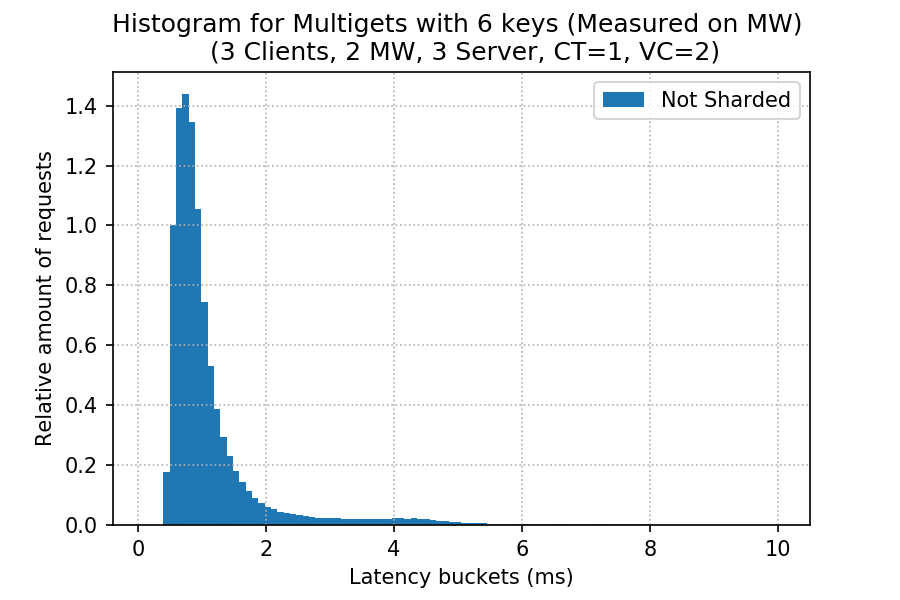 Histogram for Multigets with 6 keys (Measured on MW)
(3 Clients, 2 MW, 3 Server, CT=1, VC=2)
Not Sharded
Relative amount of requests
1.4
1.2
1.0
0.8
0.6
0.4
0.2
0.0
0 2 4 6 8 10
Latency buckets (ms)